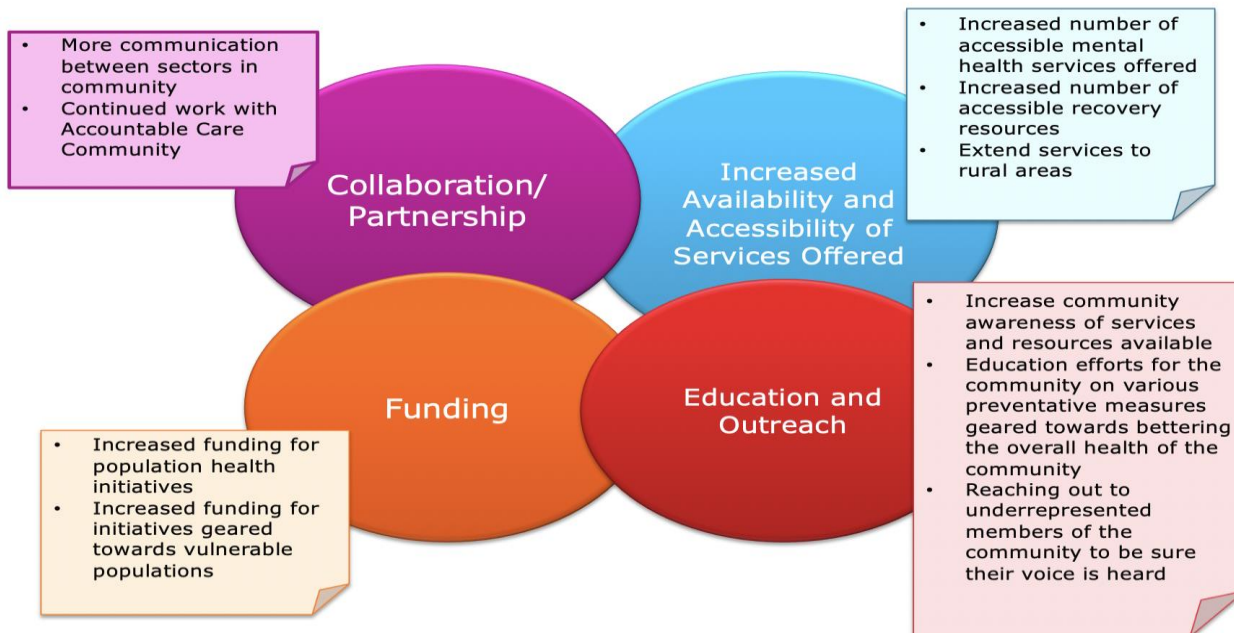 • More communication
between sectors in
community
• Continued work with
Accountable Care
Community
Collaboration/
Partnership
Increased
Availability and
Accessibility of
Services Offered
• Increased number of
accessible mental
health services offered
• Increased number of
accessible recovery
resources
• Extend services to
rural areas
Funding
• Increased funding for
population health
initiatives
• Increased funding for
initiatives geared
towards vulnerable
populations
Education and
Outreach
• Increase community
awareness of services
and resources available
• Education efforts for the
community on various
preventative measures
geared towards bettering
the overall health of the
community
• Reaching out to
underrepresented
members of the
community to be sure
their voice is heard